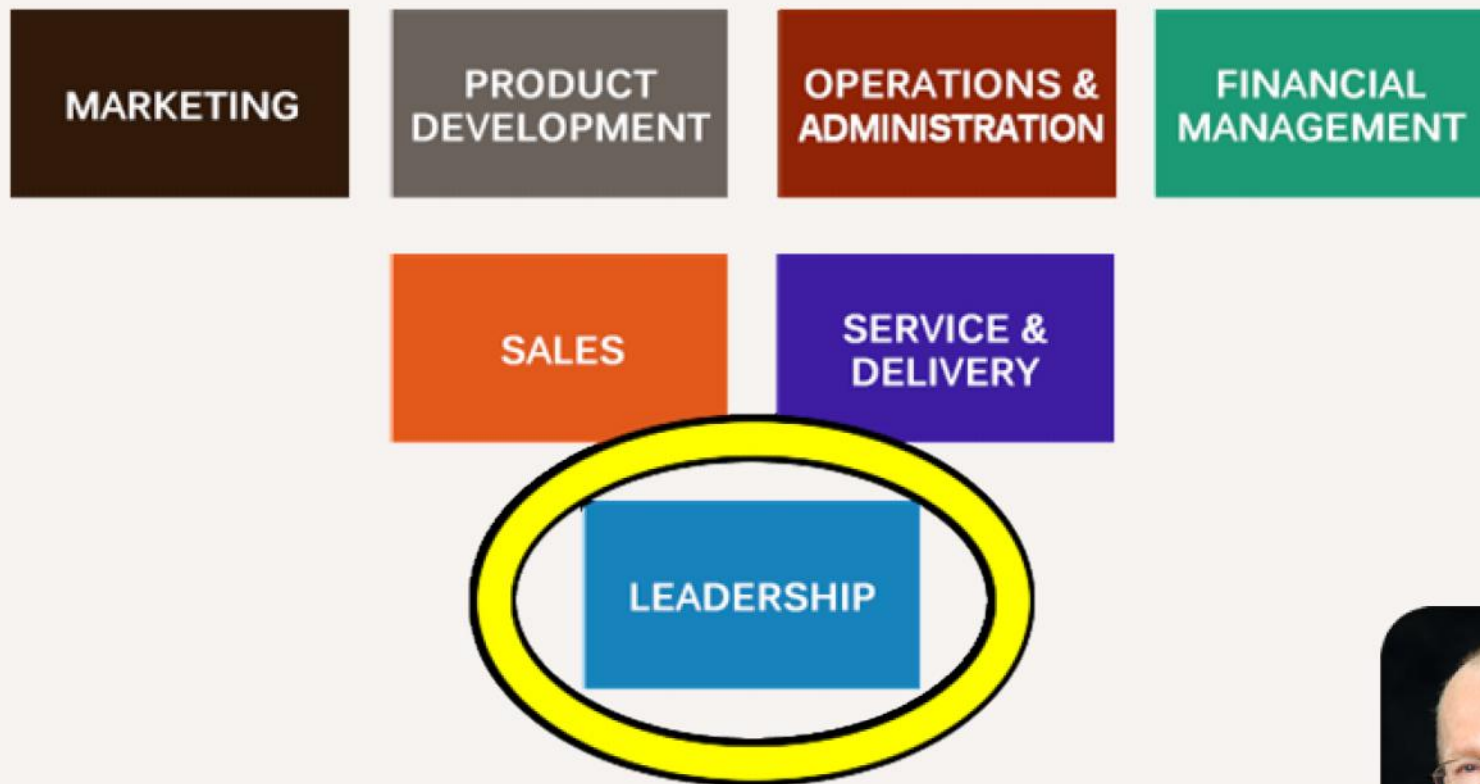 MARKETING
PRODUCT
DEVELOPMENT
OPERATIONS &
ADMINISTRATION
FINANCIAL
MANAGEMENT
SALES
SERVICE &
DELIVERY
LEADERSHIP